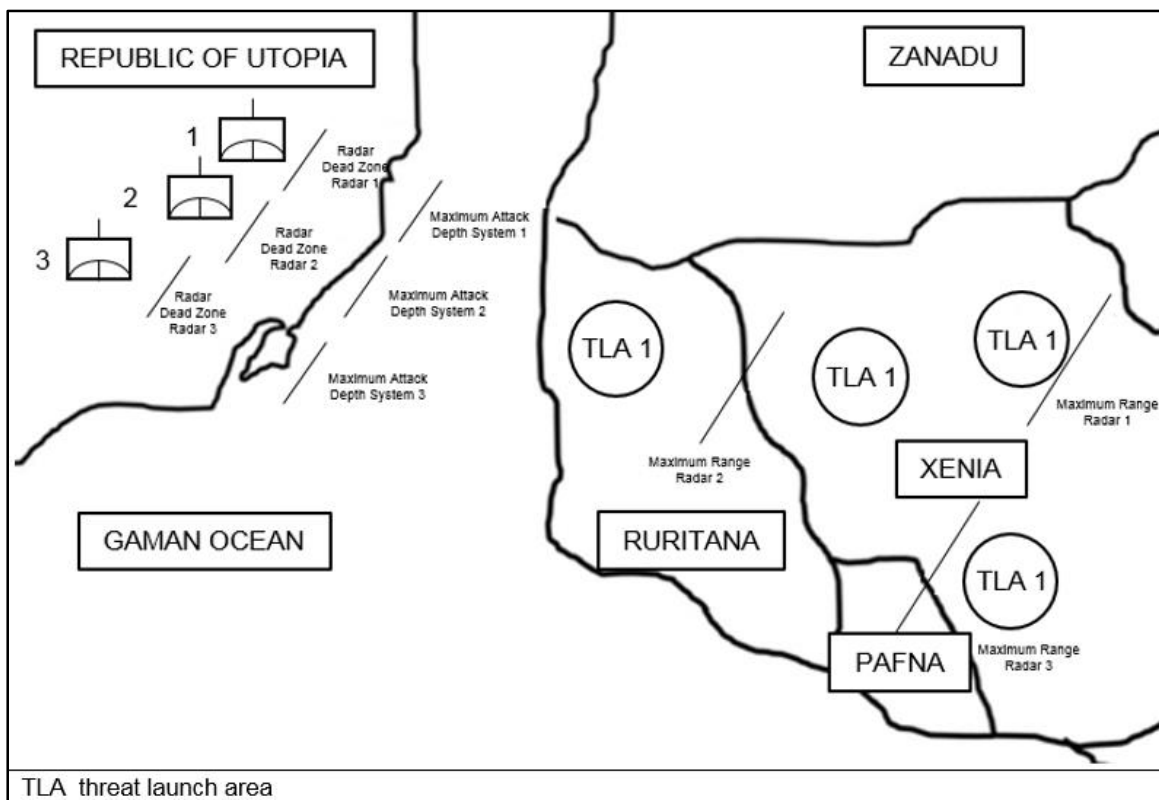 REPUBLIC OF UTOPIA
ZANADU
1
Radar
Dead Zone
Radar 1
2
Radar
Dead Zone
Radar 2
3
Radar
Dead Zone
Radar 3
Maximum Attack
Depth System 1
Maximum Attack
Depth System 2
Maximum Attack
Depth System 3
TLA 1
TLA 1
TLA 1
Maximum Range
Radar 1
Maximum Range
Radar 2
XENIA
GAMAN OCEAN
RURITANA
TLA 1
PAFNA
Maximum Range
Radar 3
TLA threat launch area